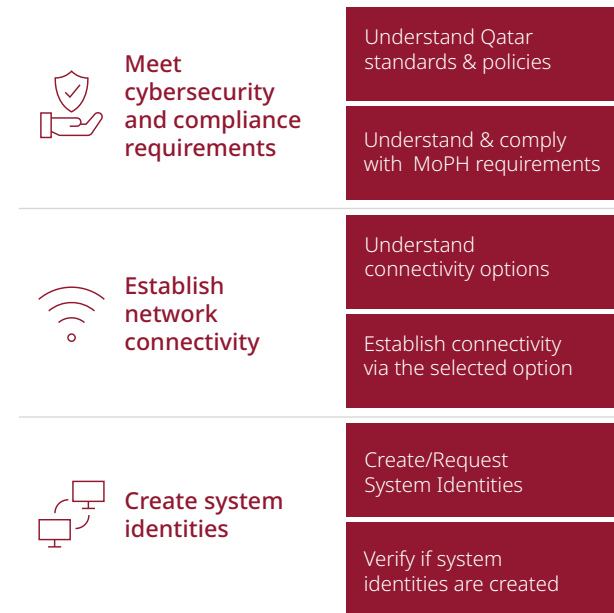 Meet
cybersecurity
and compliance
requirements
Understand Qatar
standards & policies
Understand & comply
with MoPH requirements
Establish
network
connectivity
Understand
connectivity options
Establish connectivity
via the selected option
Create system
identities
Create/Request
System Identities
Verify if system
identities are created